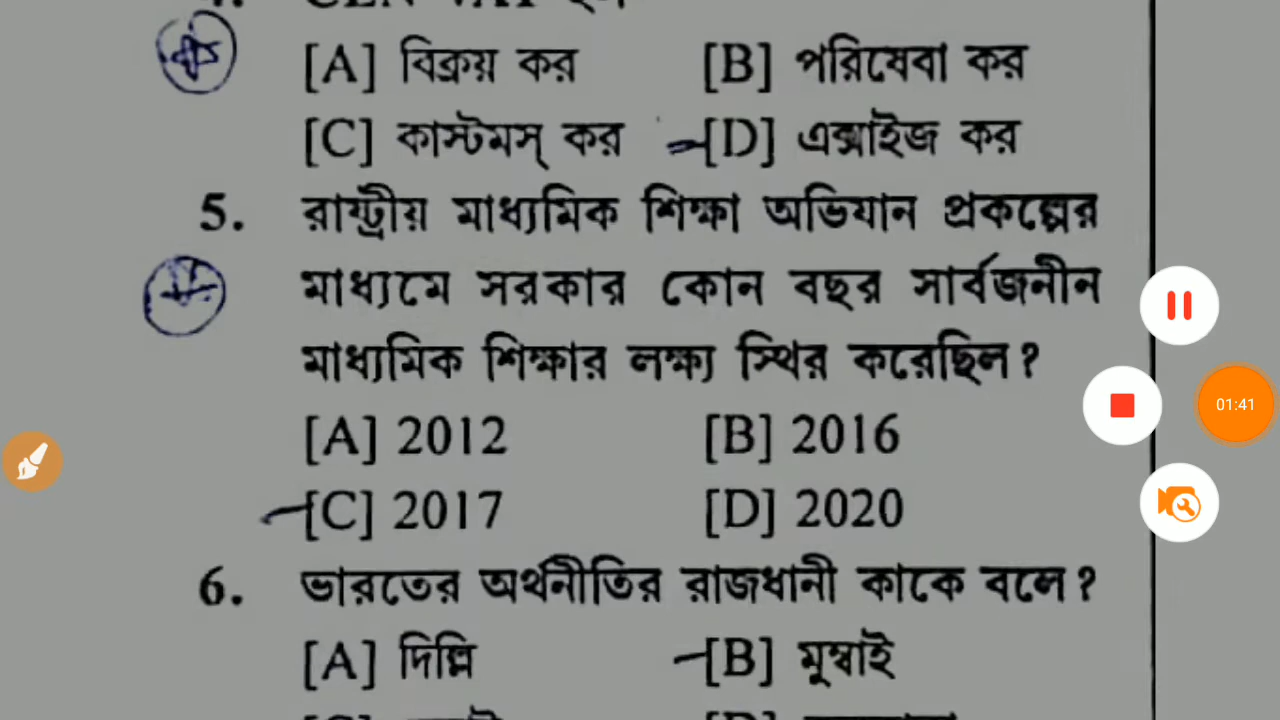 [A] বিক্রয় কর [B] পরিষেবা কর
[C] কাস্টমস্ কর [D] এক্সাইজ কর
5. রাষ্ট্রীয় মাধ্যমিক শিক্ষা অভিযান প্রকল্পের
মাধ্যমে সরকার কোন বছর সার্বজনীন
মাধ্যমিক শিক্ষার লক্ষ্য স্থির করেছিল?
[A] 2012 [B] 2016
[C] 2017 [D] 2020
01:41
6. ভারতের অর্থনীতির রাজধানী কাকে বলে?
[A] দিল্লি [B] মুম্বাই